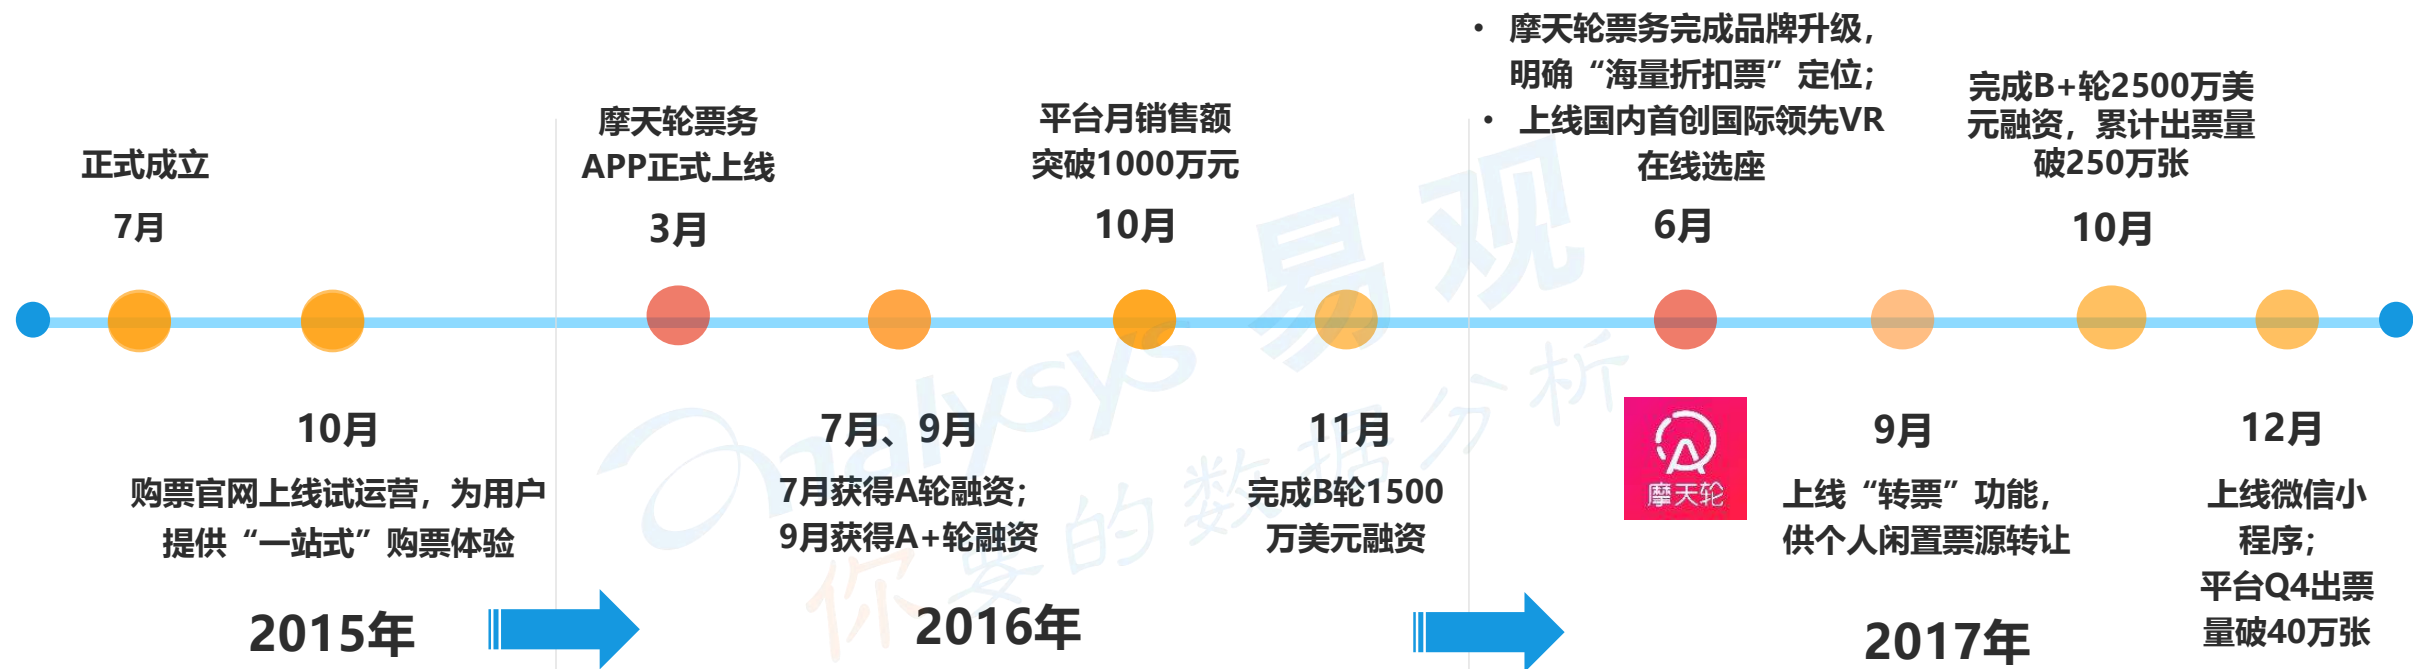 正式成立
7月
10月
购票官网上线试运营，为用户
提供“一站式”购票体验
2015年
摩天轮票务
APP正式上线
3月
7月、9月
7月获得A轮融资；
9月获得A+轮融资
平台月销售额
突破1000万元
10月
11月
完成B轮1500
万美元融资
2016年
• 摩天轮票务完成品牌升级，
明确“海量折扣票”定位；
• 上线国内首创国际领先VR
在线选座
6月
摩天轮
9月
上线“转票”功能，
供个人闲置票源转让
完成B+轮2500万美
元融资，累计出票量
破250万张
10月
12月
上线微信小
程序；
平台Q4出票
量破40万张
2017年
analysys 易观
你要的数据分析